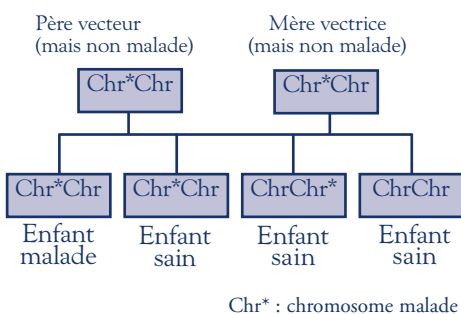 Père vecteur
(mais non malade)
Mère vectrice
(mais non malade)
Chr*Chr
Chr*Chr
Chr*Chr
Chr*Chr
ChrChr*
ChrChr
Enfant
malade
Enfant
sain
Enfant
sain
Enfant
sain
Chr* : chromosome malade